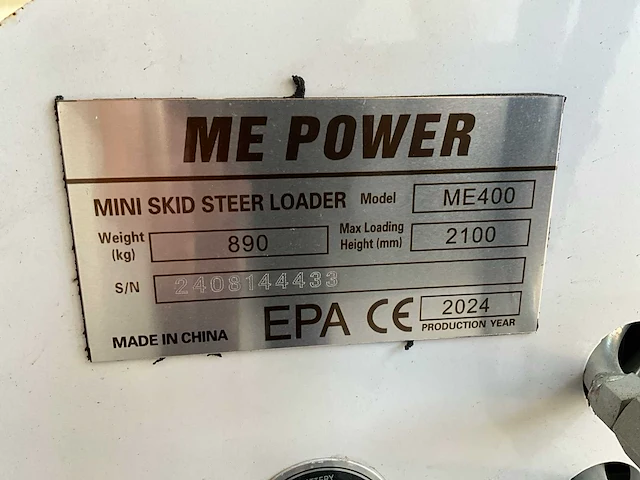 ME POWER
MINI SKID STEER LOADER Model ME400
Weight (kg) 890 Max Loading Height (mm) 2100
S/N 2408144433
MADE IN CHINA EPA CE 2024
PRODUCTION YEAR